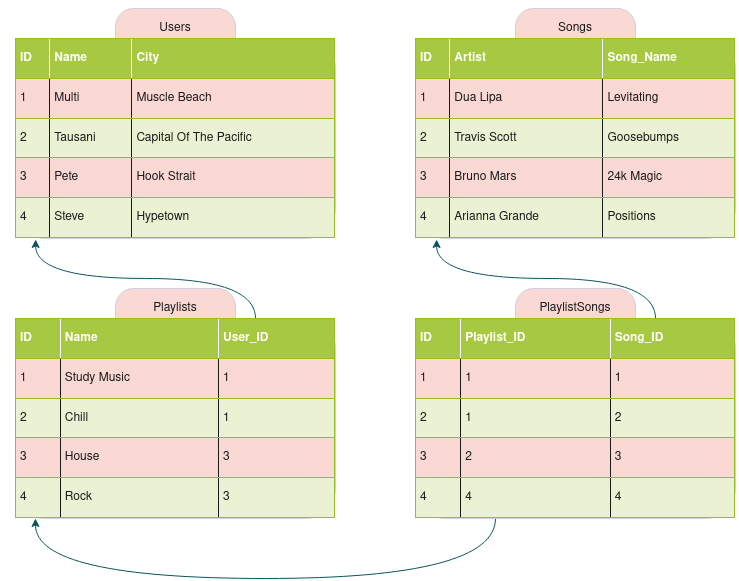 Users
ID Name City
1 Multi Muscle Beach
2 Tausani Capital Of The Pacific
3 Pete Hook Strait
4 Steve Hypetown
Songs
ID Artist Song_Name
1 Dua Lipa Levitating
2 Travis Scott Goosebumps
3 Bruno Mars 24k Magic
4 Arianna Grande Positions
Playlists
ID Name User_ID
1 Study Music 1
2 Chill 1
3 House 3
4 Rock 3
PlaylistSongs
ID Playlist_ID Song_ID
1 1 1
2 1 2
3 2 3
4 4 4